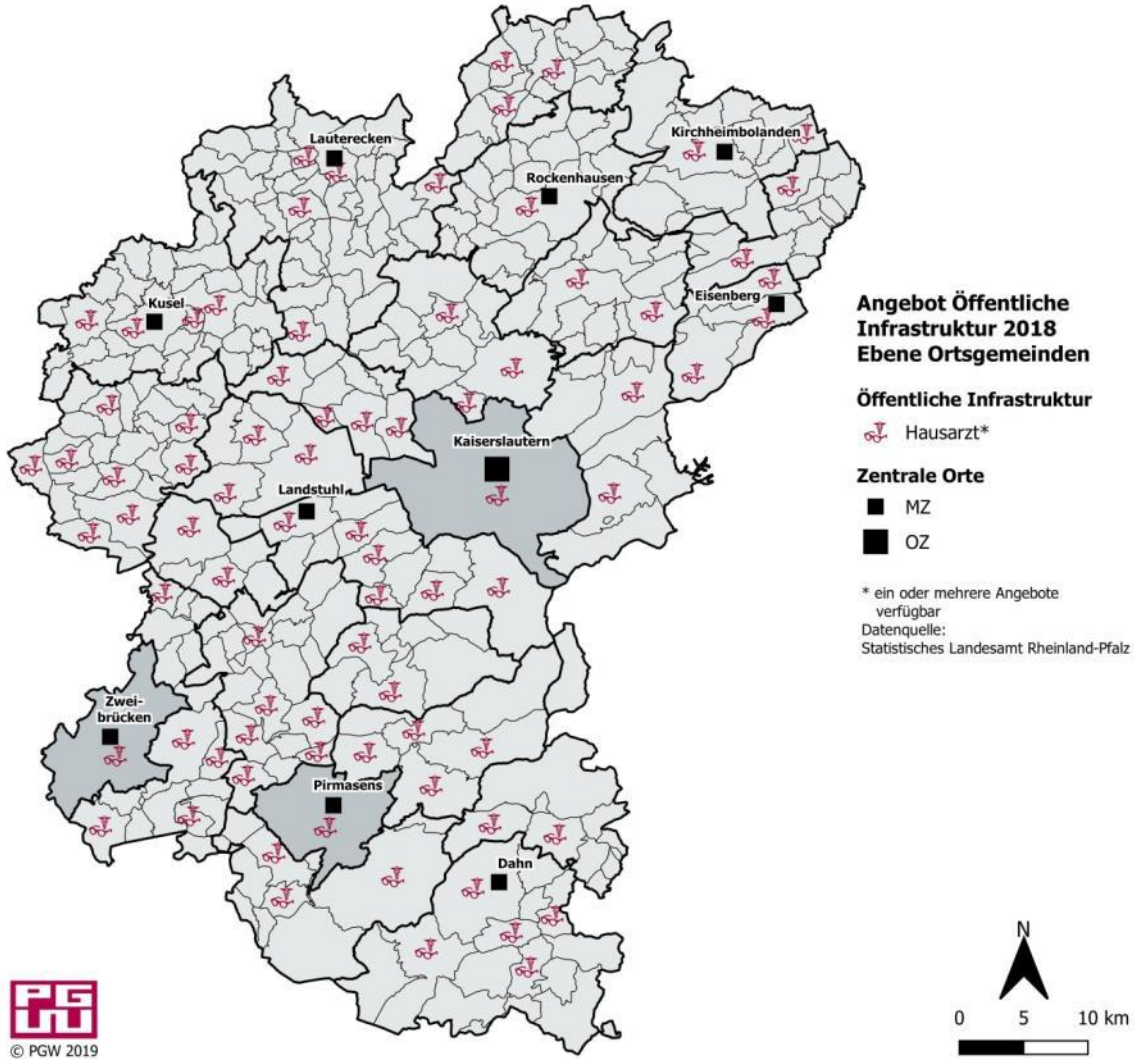 Lauterecken
Kirchheimbolanden
Rockenhausen
Kusel
Eisenberg
Kaiserslautern
Landstuhl
Zwei-
brücken
Pirmasens
Dahn
Angebot Öffentliche
Infrastruktur 2018
Ebene Ortsgemeinden
Öffentliche Infrastruktur
Hausarzt*
Zentrale Orte
MZ
OZ
* ein oder mehrere Angebote
verfügbar
Datenquelle:
Statistisches Landesamt Rheinland-Pfalz
N
0 5 10 km
PGW
© PGW 2019